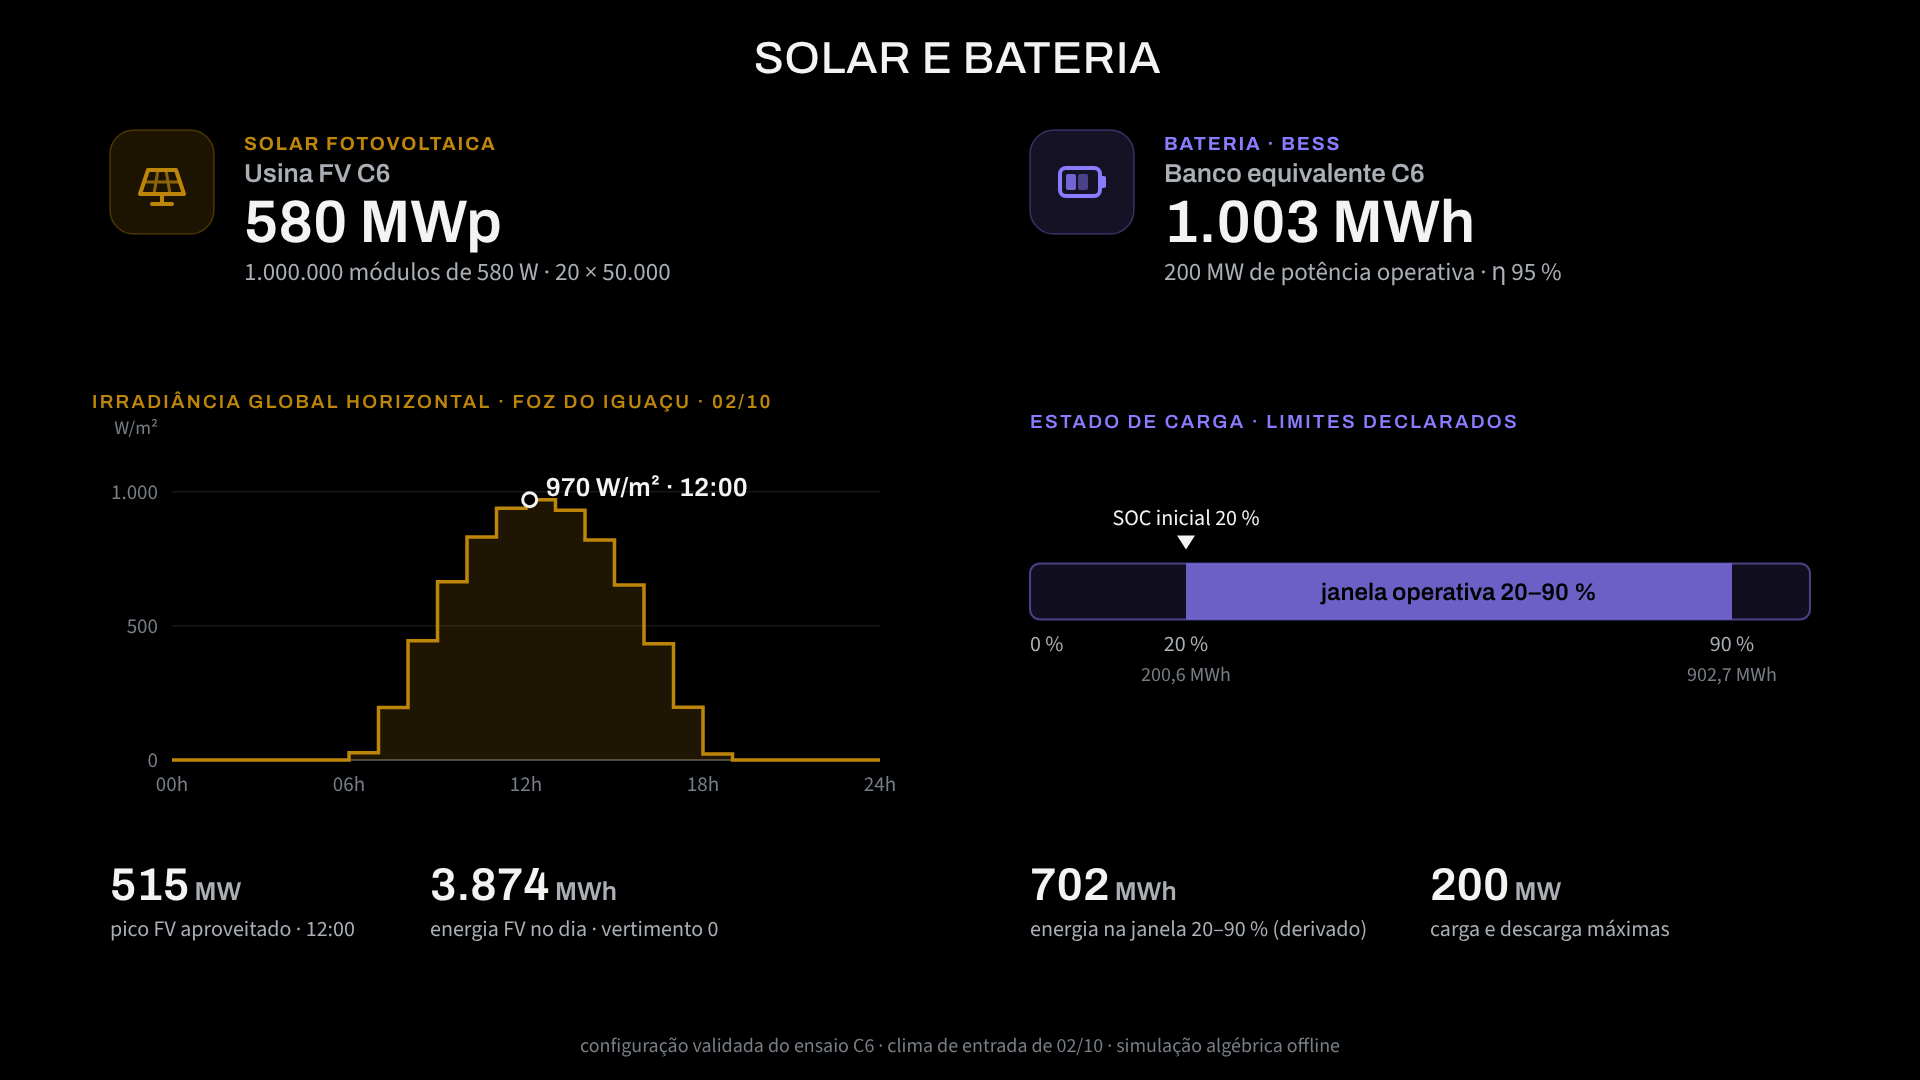 SOLAR E BATERIA
SOLAR FOTOVOLTAICA
Usina FV C6
580 MWp
1.000.000 módulos de 580 W · 20 × 50.000
BATERIA · BESS
Banco equivalente C6
1.003 MWh
200 MW de potência operativa · η 95 %
IRRADIÂNCIA GLOBAL HORIZONTAL · FOZ DO IGUAÇU · 02/10
W/m²
970 W/m² · 12:00
1.000
500
0
00h
06h
12h
18h
24h
515 MW
pico FV aproveitado · 12:00
3.874 MWh
energia FV no dia · vertimento 0
ESTADO DE CARGA · LIMITES DECLARADOS
SOC inicial 20 %
janela operativa 20–90 %
0 %
20 %
90 %
200,6 MWh
902,7 MWh
702 MWh
energia na janela 20–90 % (derivado)
200 MW
carga e descarga máximas
configuração validada do ensaio C6 · clima de entrada de 02/10 · simulação algébrica offline